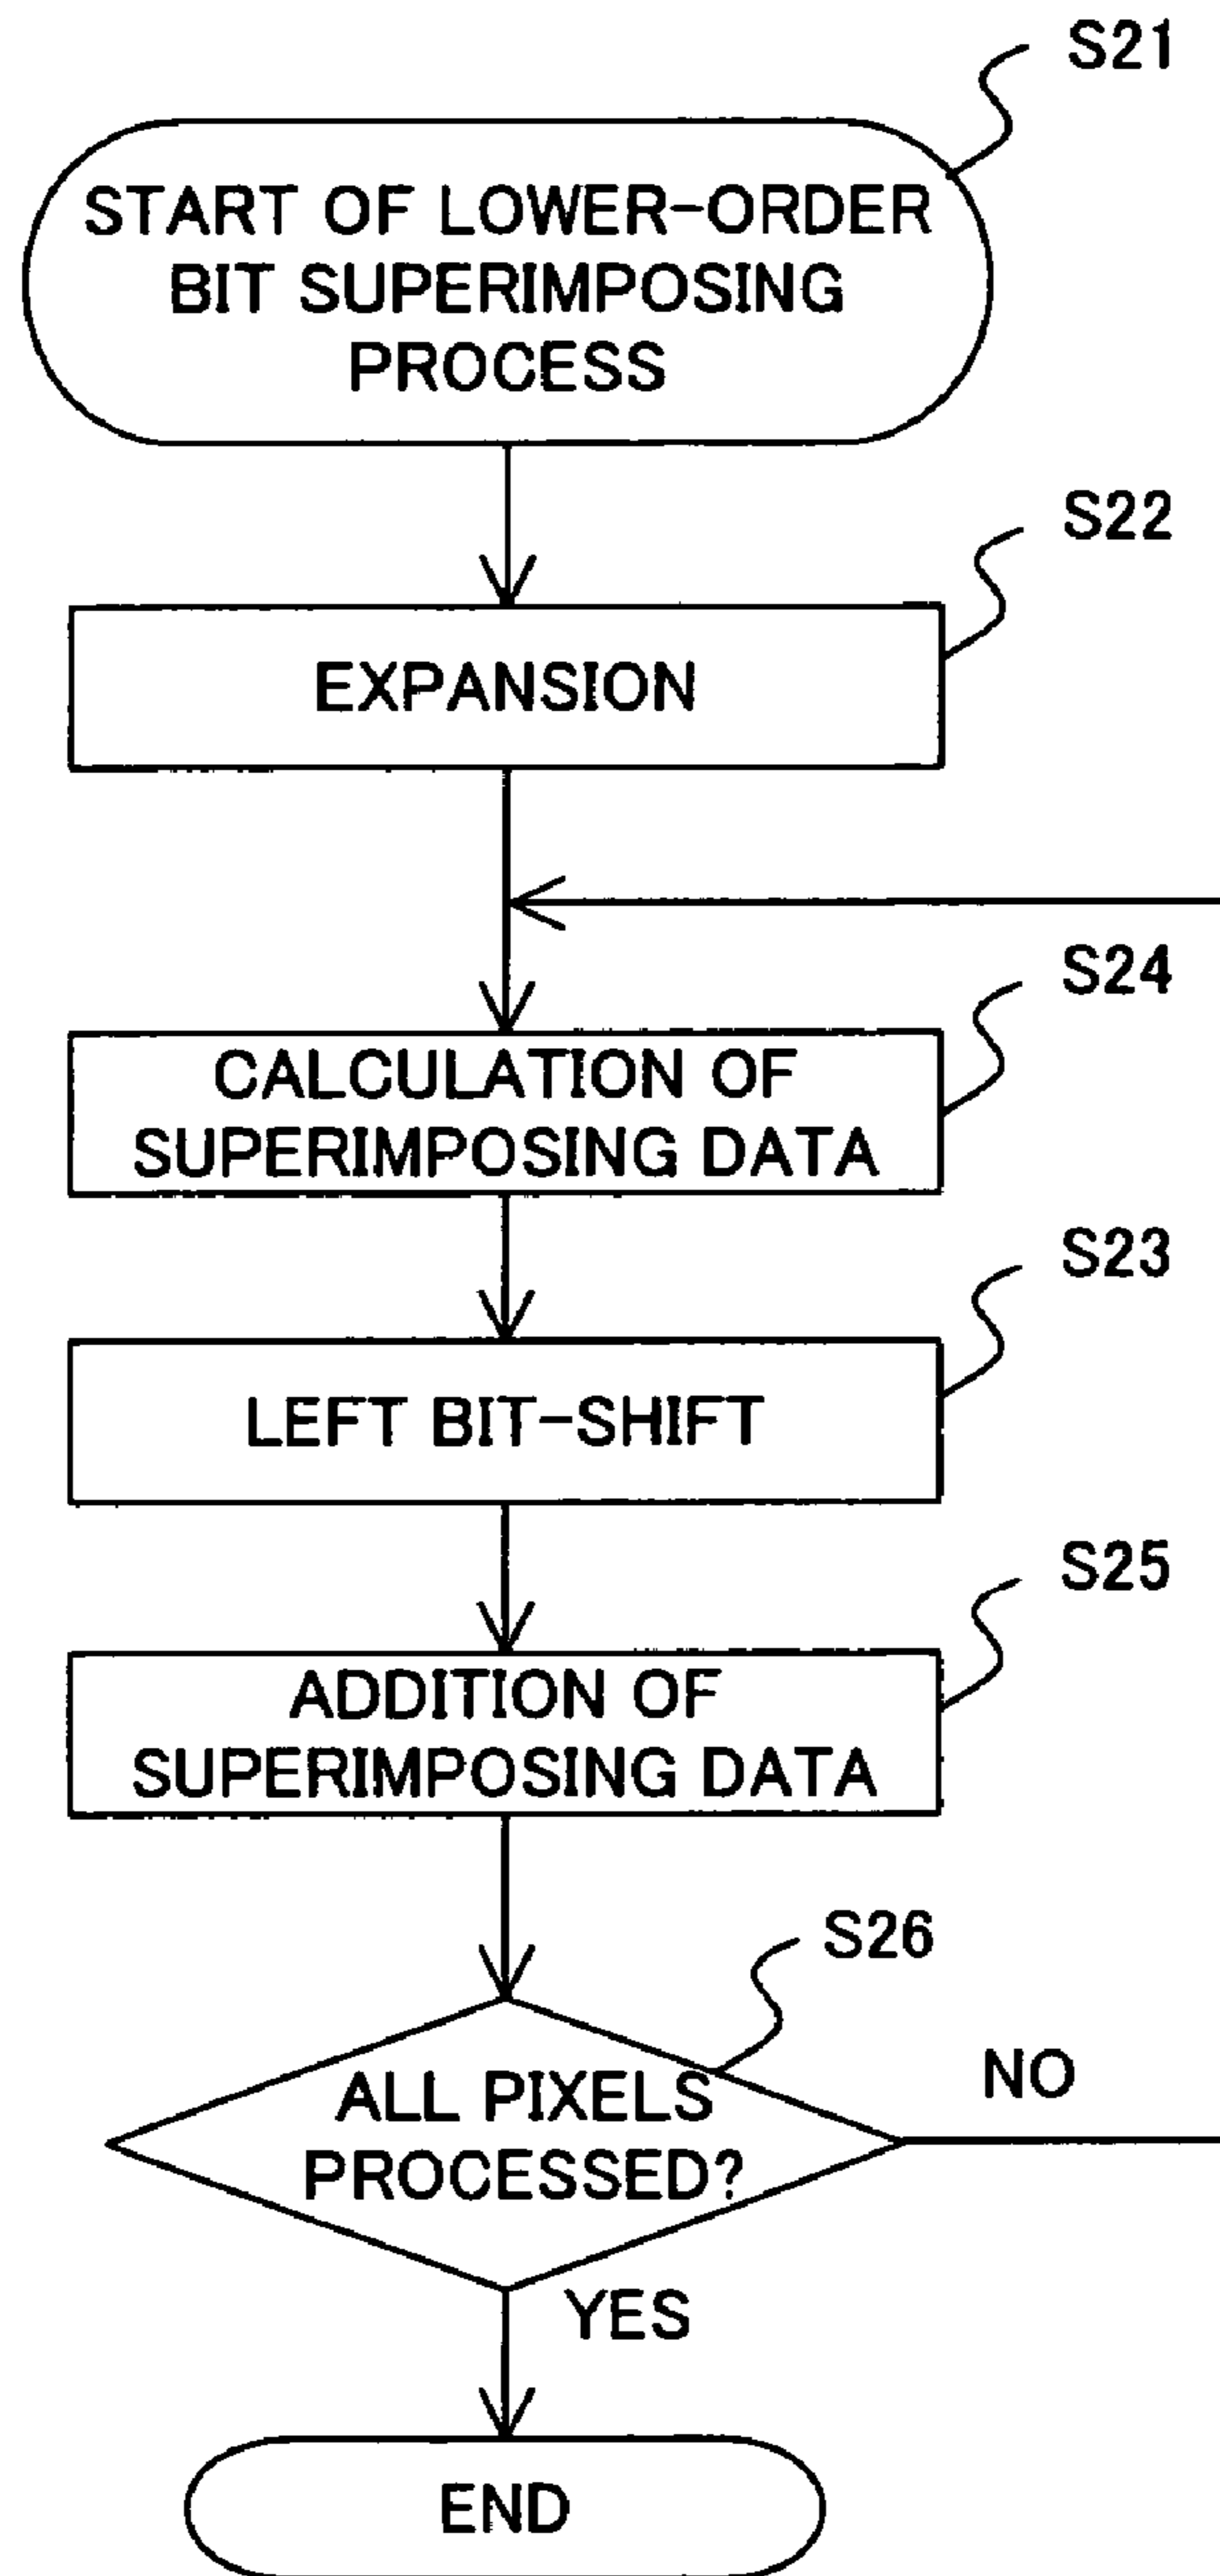 S21
START OF LOWER-ORDER
BIT SUPERIMPOSING
PROCESS
S22
EXPANSION
S24
CALCULATION OF
SUPERIMPOSING DATA
S23
LEFT BIT-SHIFT
S25
ADDITION OF
SUPERIMPOSING DATA
S26
ALL PIXELS
PROCESSED?
NO
YES
END